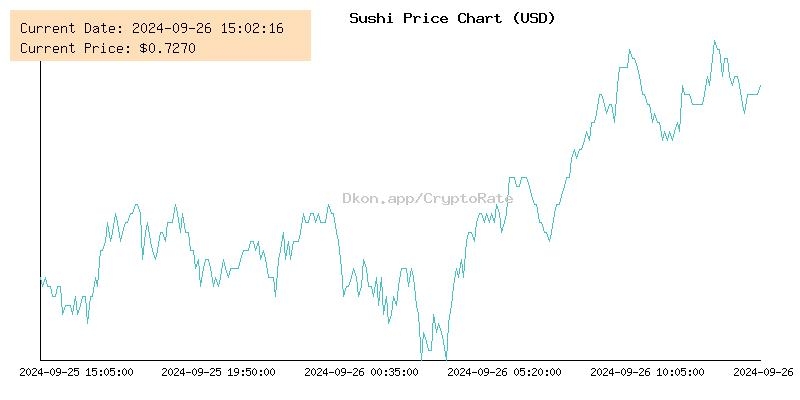 Sushi Price Chart (USD)
Current Date: 2024-09-26 15:02:16
Current Price: $0.7270
Dkon.app/CryptoRate
2024-09-25 15:05:00 2024-09-25 19:50:00 2024-09-26 00:35:00 2024-09-26 05:20:00 2024-09-26 10:05:00 2024-09-26